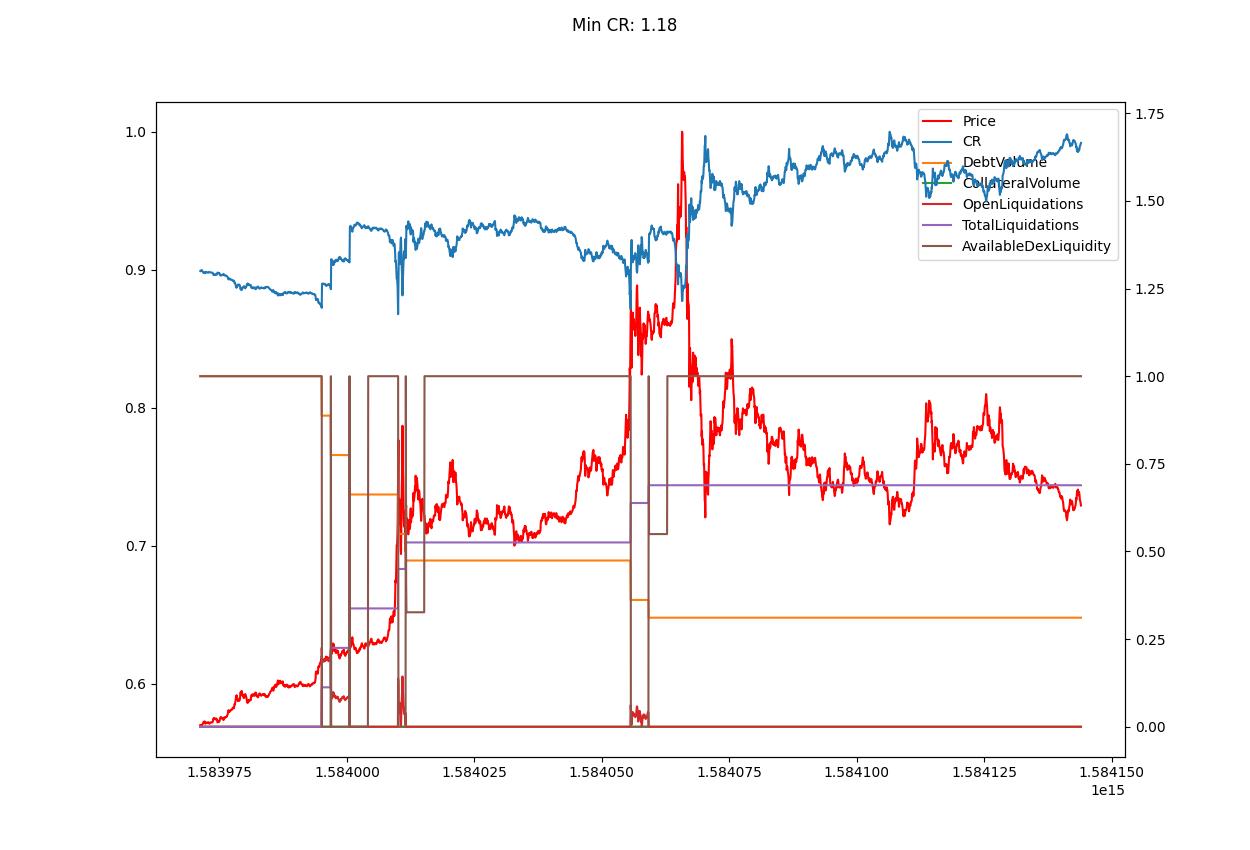 Min CR: 1.18
1.0
0.9
0.8
0.7
0.6
1.75
1.50
1.25
1.00
0.75
0.50
0.25
0.00
Price
CR
DebtVolume
CollateralVolume
OpenLiquidations
TotalLiquidations
AvailableDexLiquidity
1.583975 1.584000 1.584025 1.584050 1.584075 1.584100 1.584125 1.584150
1e15